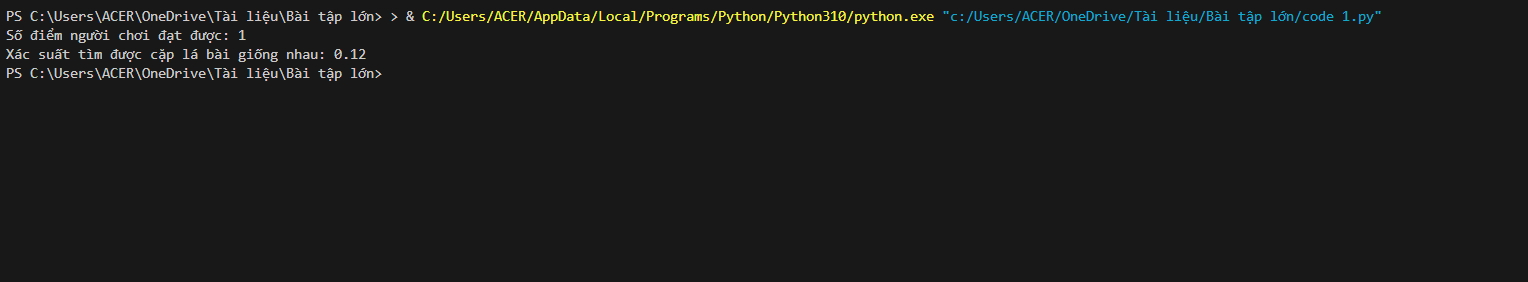 PS C:\Users\ACER\OneDrive\Tài liệu\Bài tập lớn> > & C:/Users/ACER/AppData/Local/Programs/Python/Python310/python.exe "c:/Users/ACER/OneDrive/Tài liệu/Bài tập lớn/code 1.py"
Số điểm người chơi đạt được: 1
Xác suất tìm được cặp lá bài giống nhau: 0.12
PS C:\Users\ACER\OneDrive\Tài liệu\Bài tập lớn>